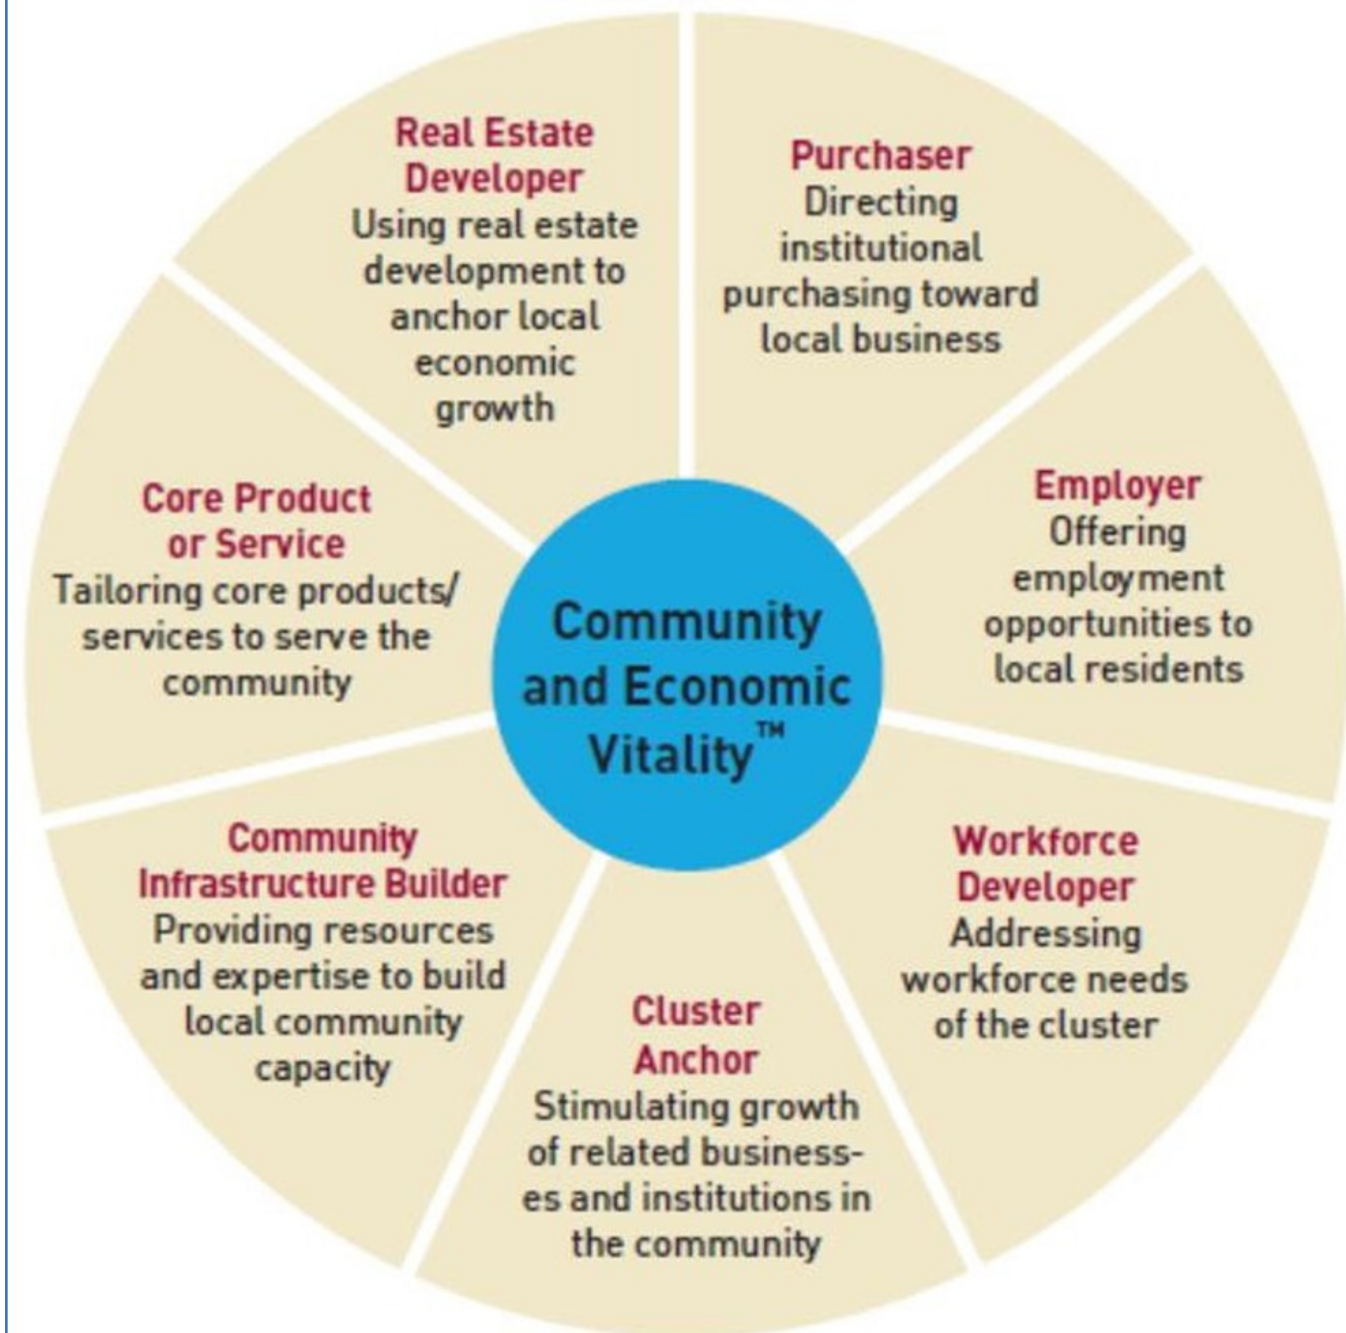 Real Estate
Developer
Using real estate
development to
anchor local
economic
growth
Purchaser
Directing
institutional
purchasing toward
local business
Employer
Offering
employment
opportunities to
local residents
Workforce
Developer
Addressing
workforce needs
of the cluster
Cluster
Anchor
Stimulating growth
of related business-
es and institutions in
the community
Community
Infrastructure Builder
Providing resources
and expertise to build
local community
capacity
Core Product
or Service
Tailoring core products/
services to serve the
community
Community
and Economic
Vitality™